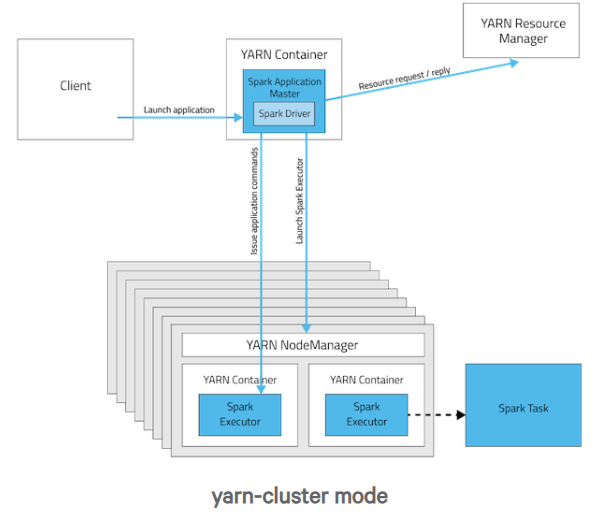 YARN Container
YARN Resource
Manager
Client
Spark Application
Master
Spark Driver
Launch application
Resource request / reply
Issue application commands
Launch Spark Executor
YARN NodeManager
YARN Container
YARN Container
Spark
Executor
Spark
Executor
Spark Task
yarn-cluster mode